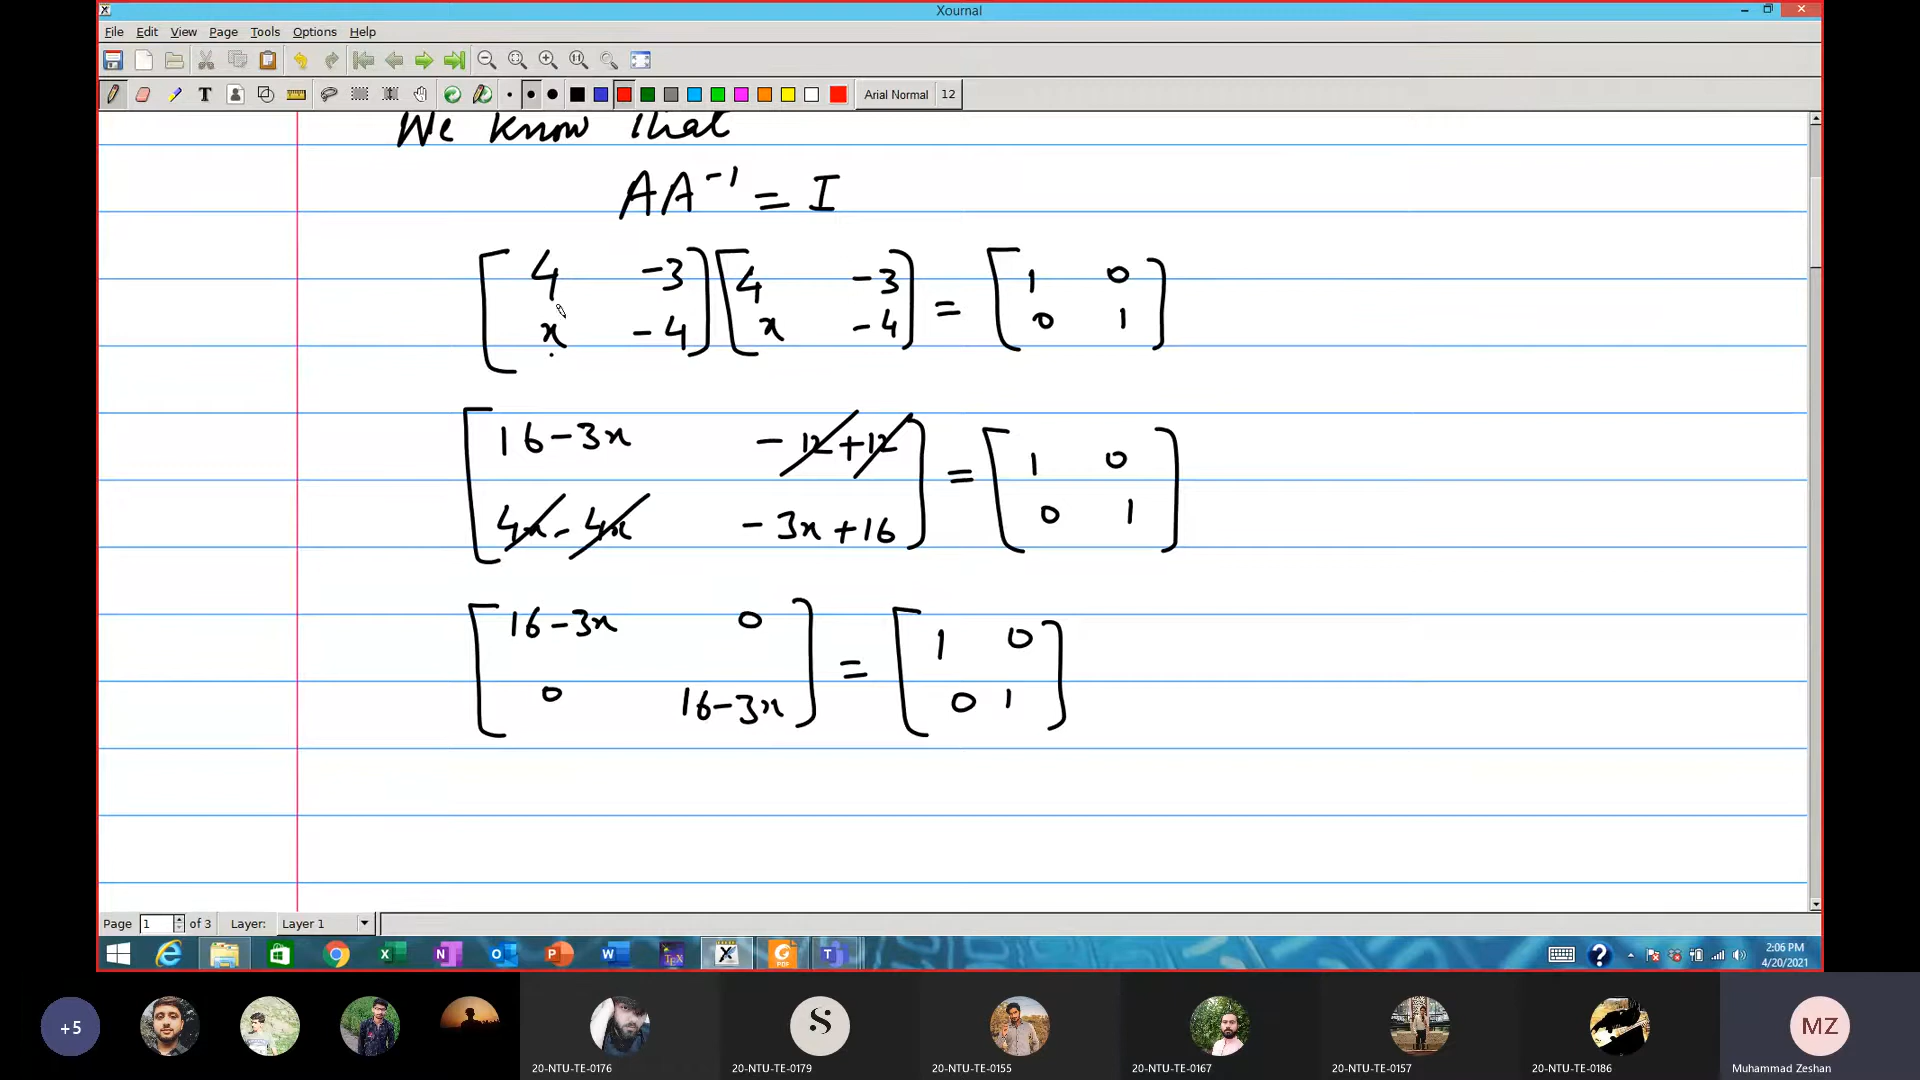 Xournal
File Edit View Page Tools Options Help
Arial Normal 12
We know that
AA⁻¹ = I
[4 -3; x -4] [4 -3; x -4] = [1 0; 0 1]
[16-3x -12+12; 4x-4x -3x+16] = [1 0; 0 1]
[16-3x 0; 0 16-3x] = [1 0; 0 1]
Page 1 of 3 Layer: Layer 1
2:06 PM
4/20/2021
+5
S
MZ
20-NTU-TE-0176 20-NTU-TE-0179 20-NTU-TE-0155 20-NTU-TE-0167 20-NTU-TE-0157 20-NTU-TE-0186 Muhammad Zeshan